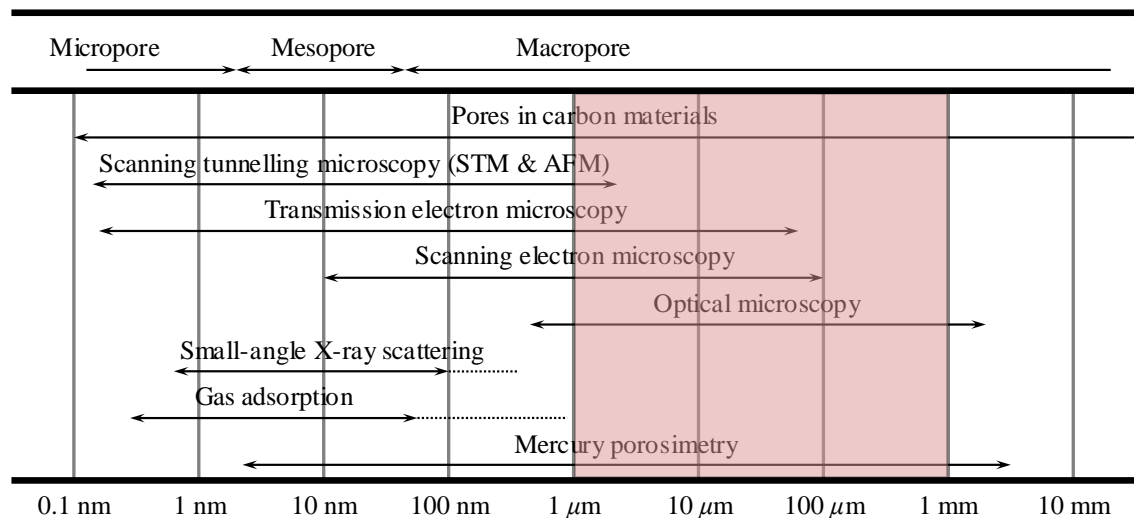 Micropore Mesopore Macropore
Pores in carbon materials
Scanning tunnelling microscopy (STM & AFM)
Transmission electron microscopy
Scanning electron microscopy
Optical microscopy
Small-angle X-ray scattering
Gas adsorption
Mercury porosimetry
0.1 nm 1 nm 10 nm 100 nm 1 μm 10 μm 100 μm 1 mm 10 mm